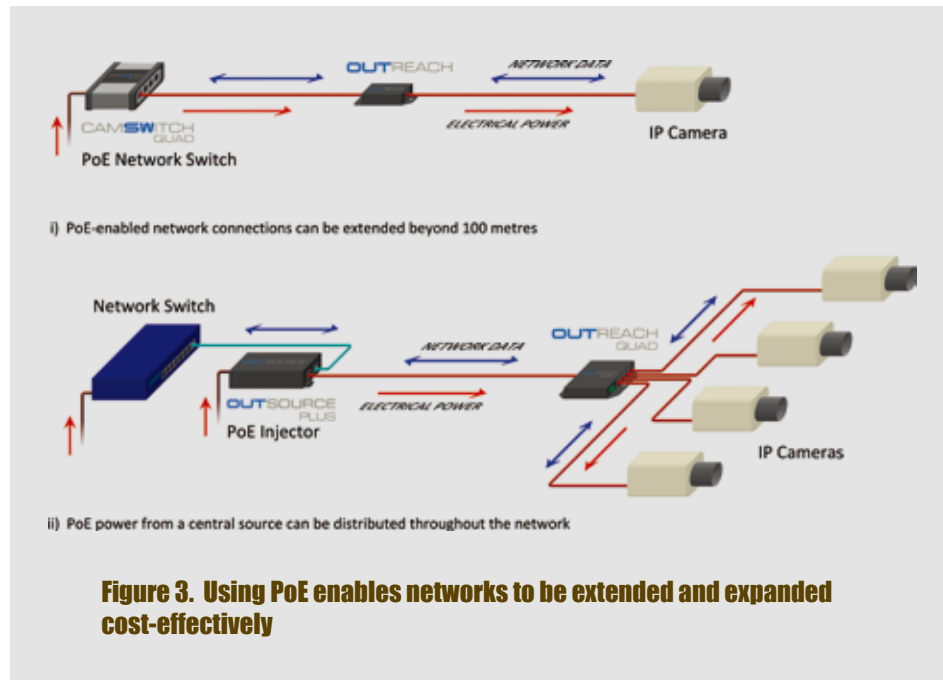 OUTREACH
NETWORK DATA
CAMSWITCH
QUAD
ELECTRICAL POWER
IP Camera
PoE Network Switch
i) PoE-enabled network connections can be extended beyond 100 metres
Network Switch
OUTREACH
QUAD
NETWORK DATA
OUTSOURCE
PLUS
ELECTRICAL POWER
PoE Injector
IP Cameras
ii) PoE power from a central source can be distributed throughout the network
Figure 3. Using PoE enables networks to be extended and expanded
cost-effectively